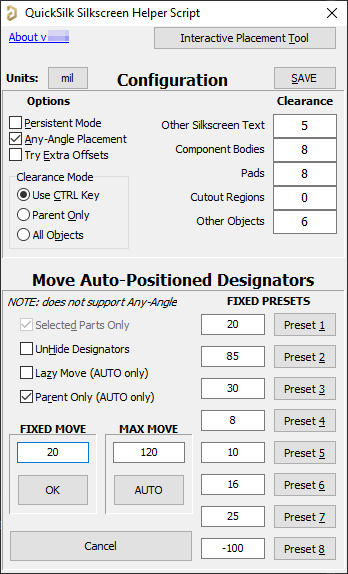 QuickSilk Silkscreen Helper Script
About v
Interactive Placement Tool
Units:
mil
Configuration
SAVE
Options
Clearance
Persistent Mode
Any-Angle Placement
Try Extra Offsets
Other Silkscreen Text 5
Component Bodies 8
Pads 8
Cutout Regions 0
Other Objects 6
Clearance Mode
Use CTRL Key
Parent Only
All Objects
Move Auto-Positioned Designators
NOTE: does not support Any-Angle
FIXED PRESETS
Selected Parts Only
UnHide Designators
Lazy Move (AUTO only)
Parent Only (AUTO only)
20 Preset 1
85 Preset 2
30 Preset 3
8 Preset 4
10 Preset 5
16 Preset 6
25 Preset 7
-100 Preset 8
FIXED MOVE
20
OK
MAX MOVE
120
AUTO
Cancel